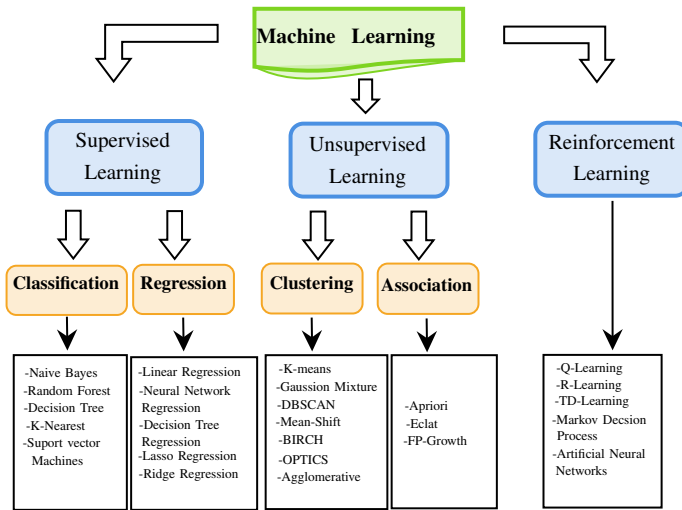 Machine Learning
Supervised
Learning
Unsupervised
Learning
Reinforcement
Learning
Classification
Regression
Clustering
Association
-Naive Bayes
-Random Forest
-Decision Tree
-K-Nearest
-Suport vector
Machines
-Linear Regression
-Neural Network
Regression
-Decision Tree
Regression
-Lasso Regression
-Ridge Regression
-K-means
-Gaussion Mixture
-DBSCAN
-Mean-Shift
-BIRCH
-OPTICS
-Agglomerative
-Apriori
-Eclat
-FP-Growth
-Q-Learning
-R-Learning
-TD-Learning
-Markov Decsion
Process
-Artificial Neural
Networks